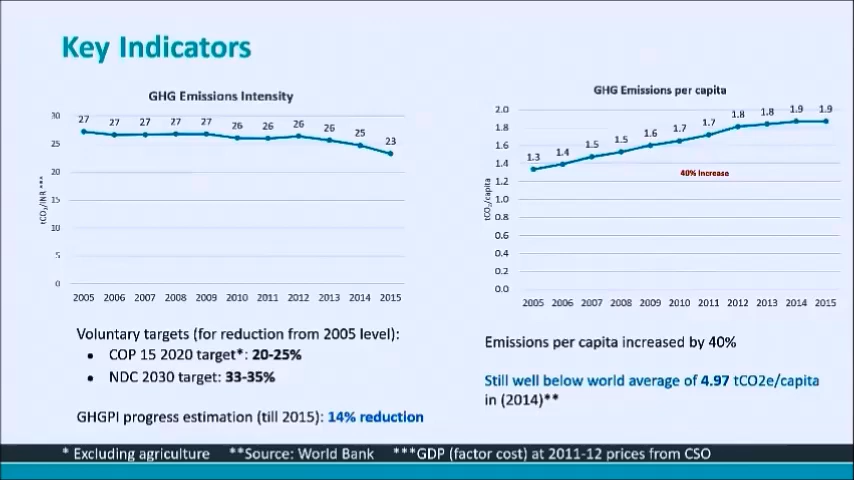 Key Indicators
GHG Emissions Intensity
30
25
20
15
10
5
0
tCO₂/INR ***
27 27 27 27 27 26 26 26 26 25 23
2005 2006 2007 2008 2009 2010 2011 2012 2013 2014 2015
Voluntary targets (for reduction from 2005 level):
• COP 15 2020 target*: 20-25%
• NDC 2030 target: 33-35%
GHGPI progress estimation (till 2015): 14% reduction
GHG Emissions per capita
2.0
1.8
1.6
1.4
1.2
1.0
0.8
0.6
0.4
0.2
0.0
tCO₂/capita
1.3 1.4 1.5 1.5 1.6 1.7 1.7 1.8 1.8 1.9 1.9
40% Increase
2005 2006 2007 2008 2009 2010 2011 2012 2013 2014 2015
Emissions per capita increased by 40%
Still well below world average of 4.97 tCO2e/capita
in (2014)**
* Excluding agriculture **Source: World Bank ***GDP (factor cost) at 2011-12 prices from CSO